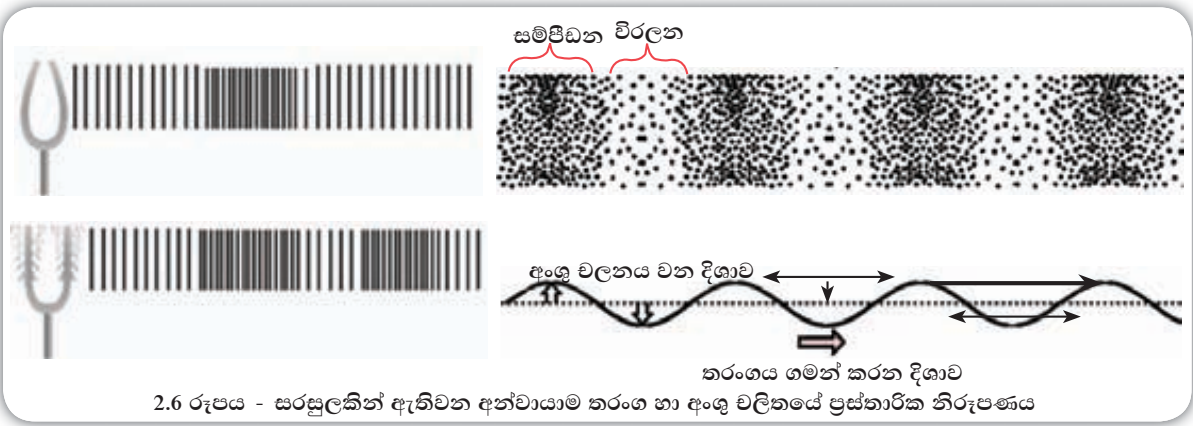 සම්පීඩන විරලන
අංශු චලනය වන දිශාව
තරංගය ගමන් කරන දිශාව
2.6 රූපය - සරසුලකින් ඇතිවන අන්වායාම තරංග හා අංශු චලිතයේ ප්‍රස්තාරික නිරූපණය